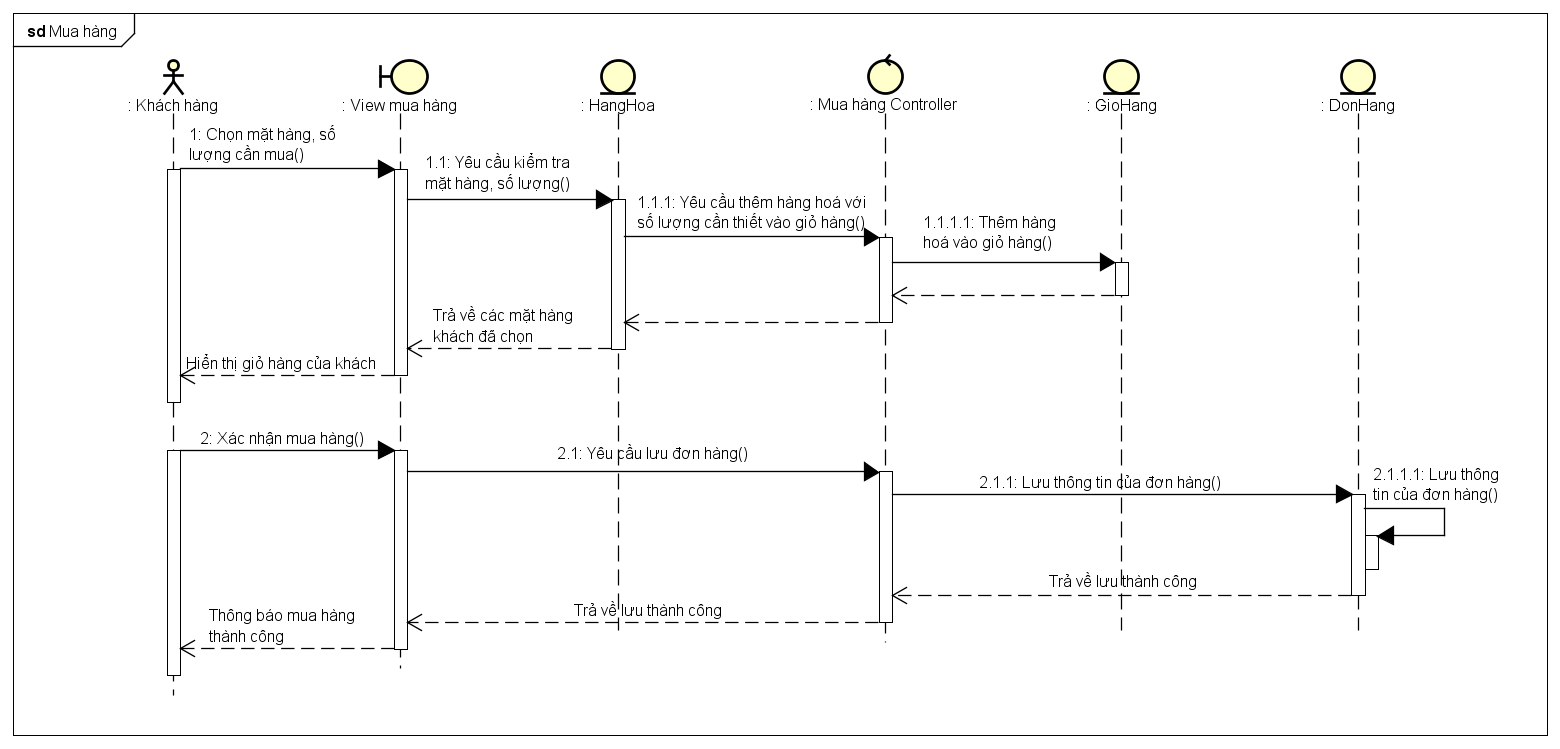 sd Mua hàng
: Khách hàng
: View mua hàng
: HangHoa
: Mua hàng Controller
: GioHang
: DonHang
1: Chọn mặt hàng, số
lượng cần mua()
1.1: Yêu cầu kiểm tra
mặt hàng, số lượng()
1.1.1: Yêu cầu thêm hàng hoá với
số lượng cần thiết vào giỏ hàng()
1.1.1.1: Thêm hàng
hoá vào giỏ hàng()
Trả về các mặt hàng
khách đã chọn
Hiển thị giỏ hàng của khách
2: Xác nhận mua hàng()
2.1: Yêu cầu lưu đơn hàng()
2.1.1: Lưu thông tin của đơn hàng()
2.1.1.1: Lưu thông
tin của đơn hàng()
Trả về lưu thành công
Trả về lưu thành công
Thông báo mua hàng
thành công